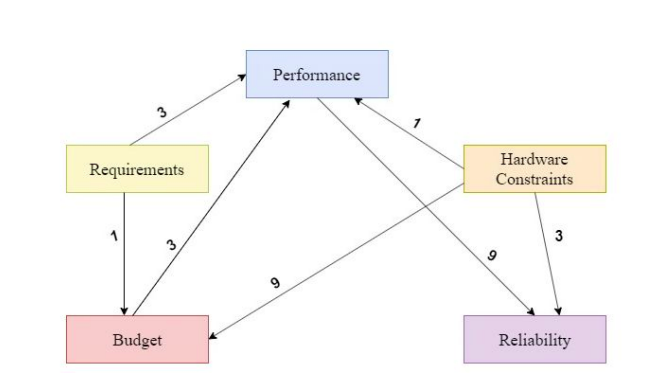 Performance
3
1
Requirements
Hardware
Constraints
1
3
9
3
9
Budget
Reliability